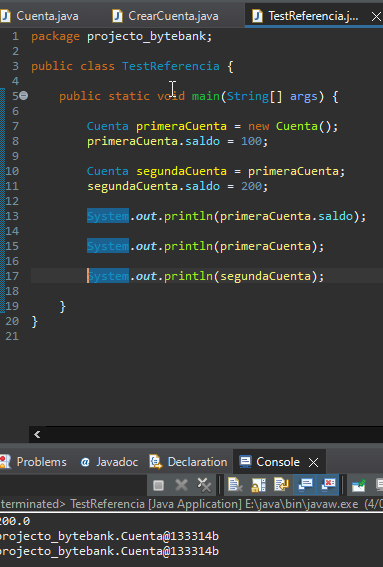 Cuenta.java
CrearCuenta.java
TestReferencia.j...
1 package projecto_bytebank;
2
3 public class TestReferencia {
4
5 public static void main(String[] args) {
6
7 Cuenta primeraCuenta = new Cuenta();
8 primeraCuenta.saldo = 100;
9
10 Cuenta segundaCuenta = primeraCuenta;
11 segundaCuenta.saldo = 200;
12
13 System.out.println(primeraCuenta.saldo);
14
15 System.out.println(primeraCuenta);
16
17 System.out.println(segundaCuenta);
18
19 }
20 }
21
Problems @ Javadoc Declaration Console
terminated> TestReferencia [Java Application] E:\java\bin\javaw.exe (4/0
200.0
projecto_bytebank.Cuenta@133314b
projecto_bytebank.Cuenta@133314b